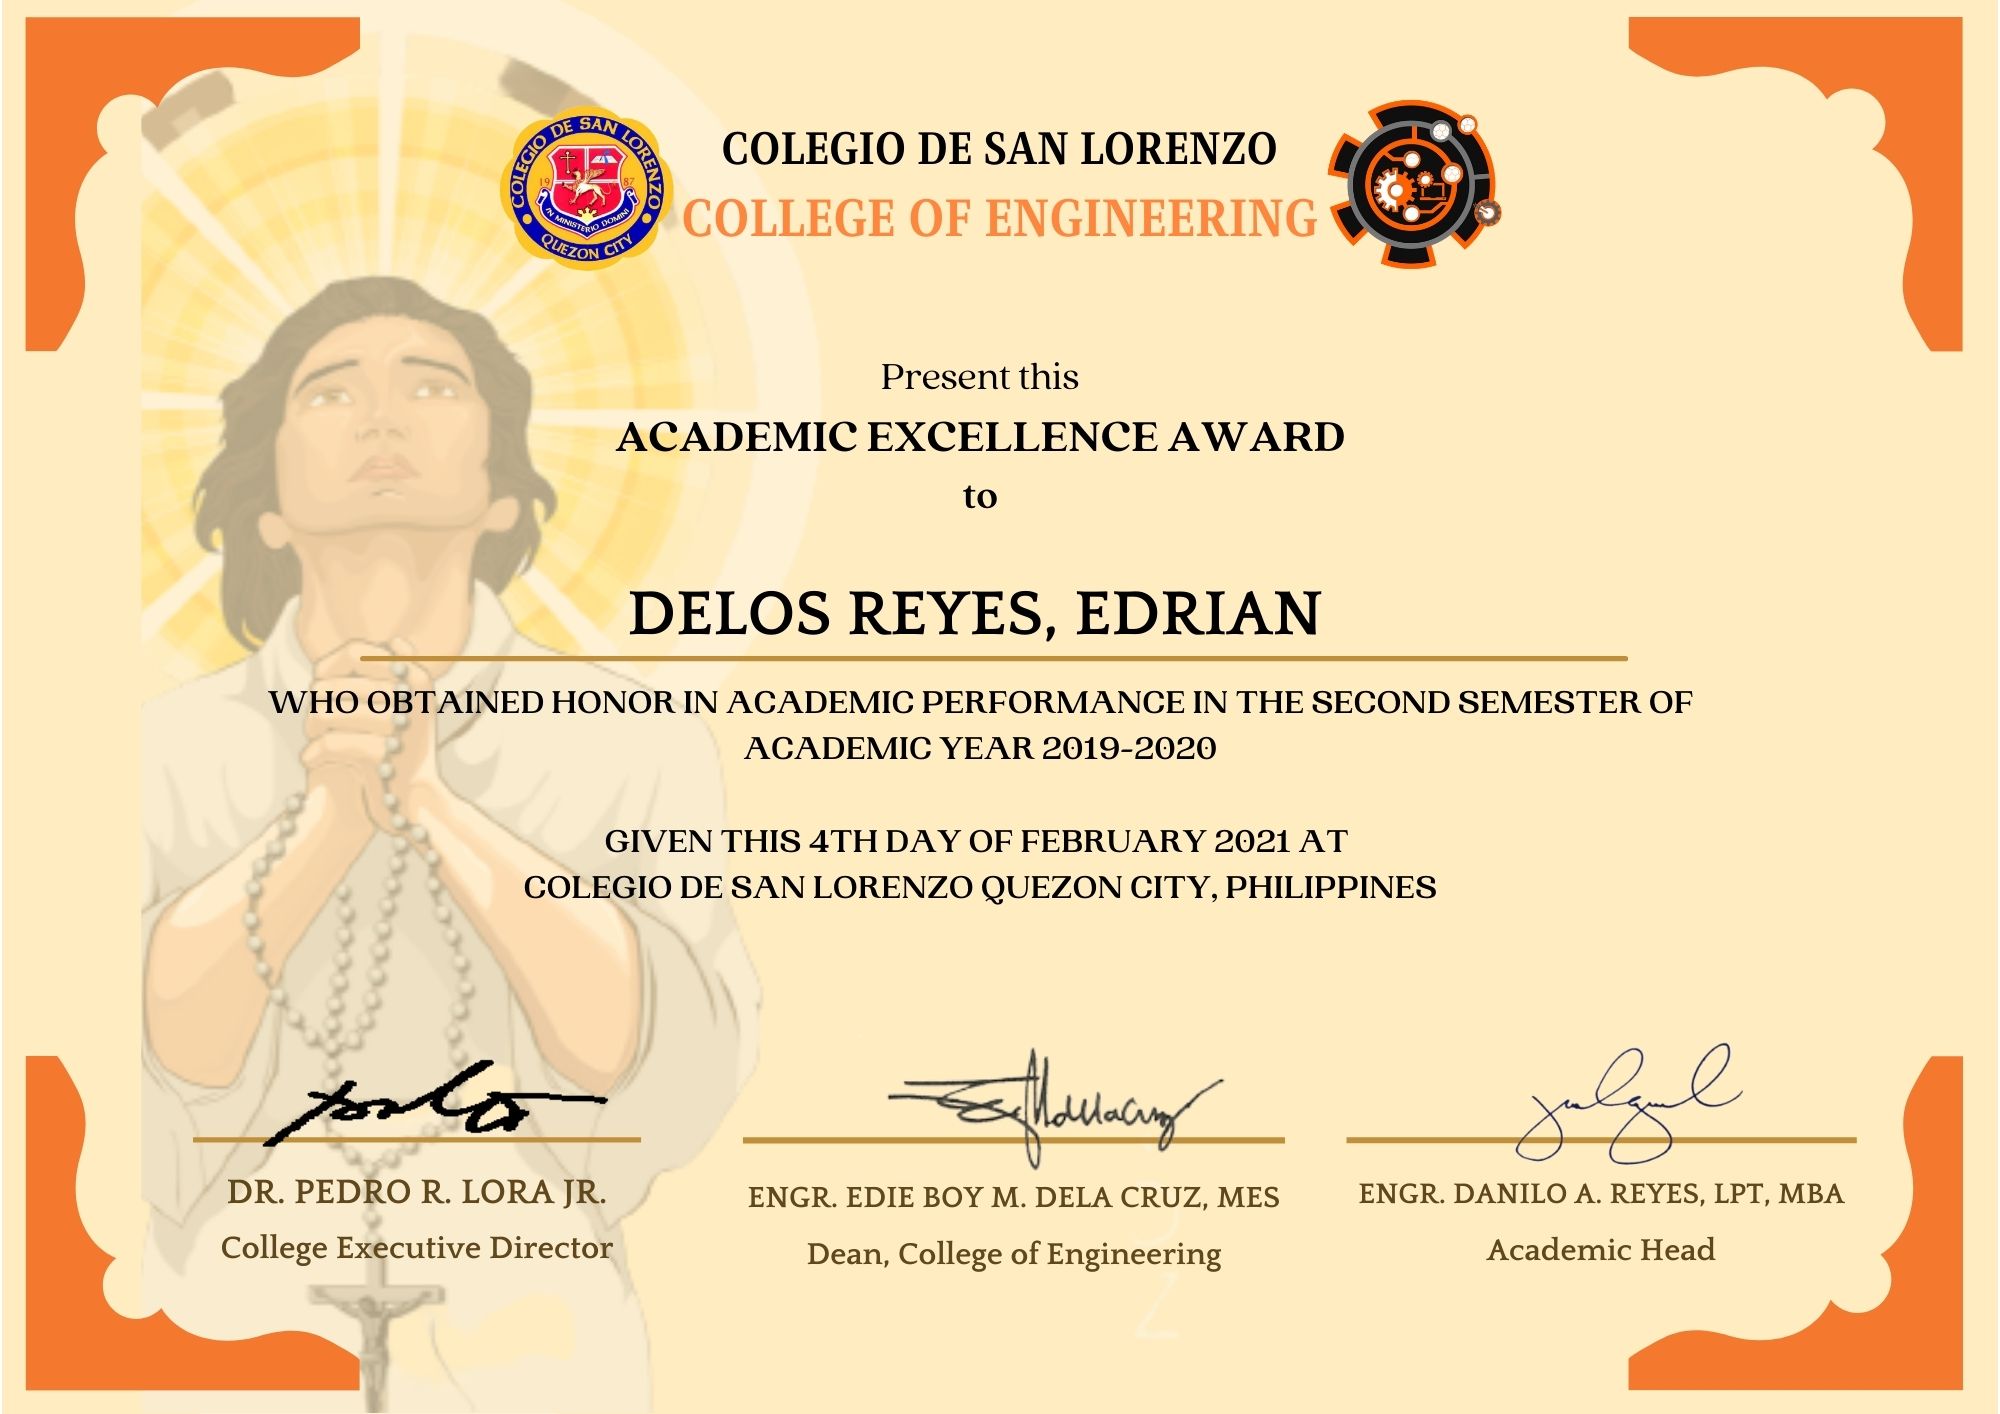 COLEGIO DE SAN LORENZO
COLLEGE OF ENGINEERING
COLEGIO DE SAN LORENZO
19 87
IN MINISTERIO DOMINI
QUEZON CITY
Present this
ACADEMIC EXCELLENCE AWARD
to
DELOS REYES, EDRIAN
WHO OBTAINED HONOR IN ACADEMIC PERFORMANCE IN THE SECOND SEMESTER OF
ACADEMIC YEAR 2019-2020
GIVEN THIS 4TH DAY OF FEBRUARY 2021 AT
COLEGIO DE SAN LORENZO QUEZON CITY, PHILIPPINES
DR. PEDRO R. LORA JR.
College Executive Director
ENGR. EDIE BOY M. DELA CRUZ, MES
Dean, College of Engineering
ENGR. DANILO A. REYES, LPT, MBA
Academic Head